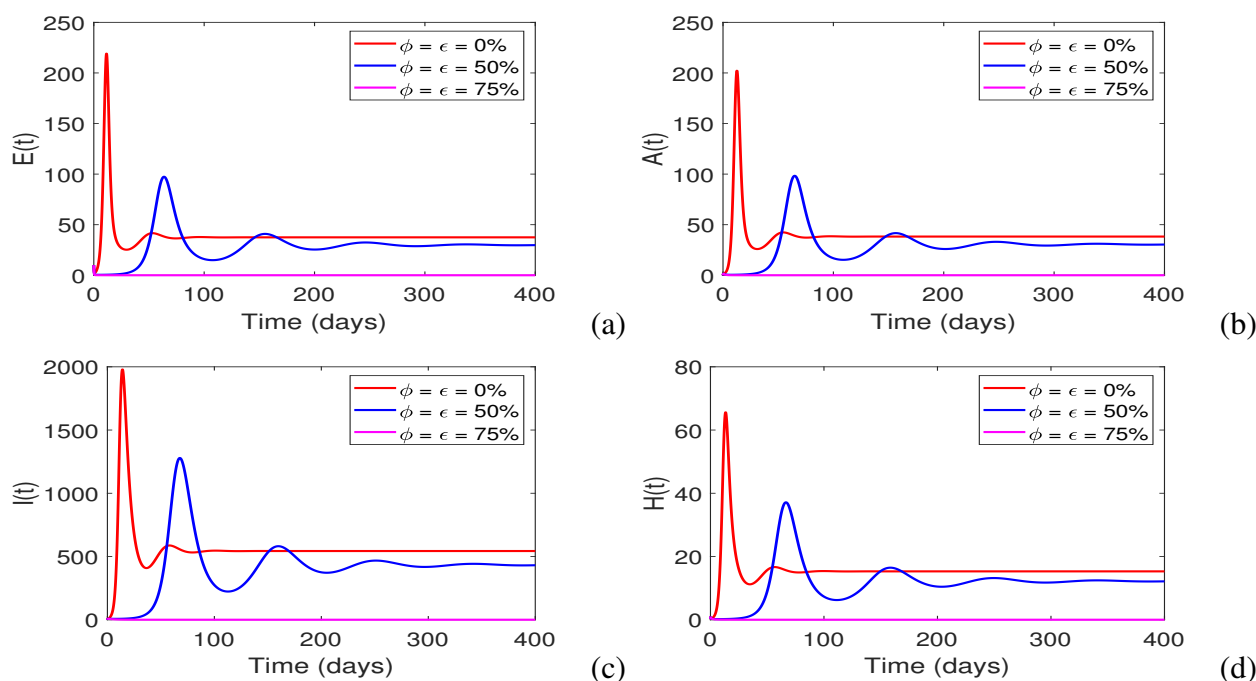 250
200
150
100
50
0
E(t)
0 100 200 300 400
Time (days)
ϕ = ϵ = 0%
ϕ = ϵ = 50%
ϕ = ϵ = 75%
(a)
250
200
150
100
50
0
A(t)
0 100 200 300 400
Time (days)
ϕ = ϵ = 0%
ϕ = ϵ = 50%
ϕ = ϵ = 75%
(b)
2000
1500
1000
500
0
I(t)
0 100 200 300 400
Time (days)
ϕ = ϵ = 0%
ϕ = ϵ = 50%
ϕ = ϵ = 75%
(c)
80
60
40
20
0
H(t)
0 100 200 300 400
Time (days)
ϕ = ϵ = 0%
ϕ = ϵ = 50%
ϕ = ϵ = 75%
(d)